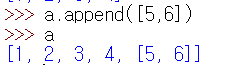 >>> a.append([5,6])
>>> a
[1, 2, 3, 4, [5, 6]]